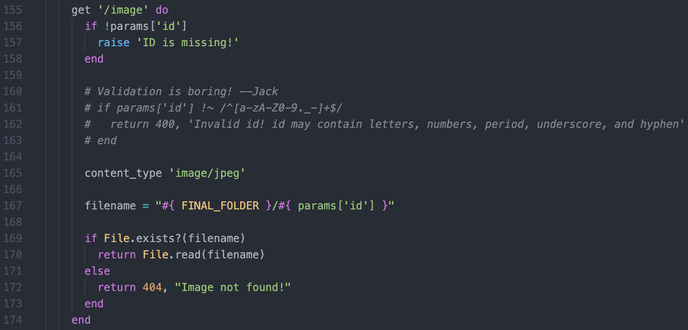 155 get '/image' do
156 if !params['id']
157 raise 'ID is missing!'
158 end
159
160 # Validation is boring! --Jack
161 # if params['id'] !~ /^[a-zA-Z0-9._-]+$/
162 #   return 400, 'Invalid id! id may contain letters, numbers, period, underscore, and hyphen'
163 # end
164
165 content_type 'image/jpeg'
166
167 filename = "#{ FINAL_FOLDER }/#{ params['id'] }"
168
169 if File.exists?(filename)
170 return File.read(filename)
171 else
172 return 404, "Image not found!"
173 end
174 end